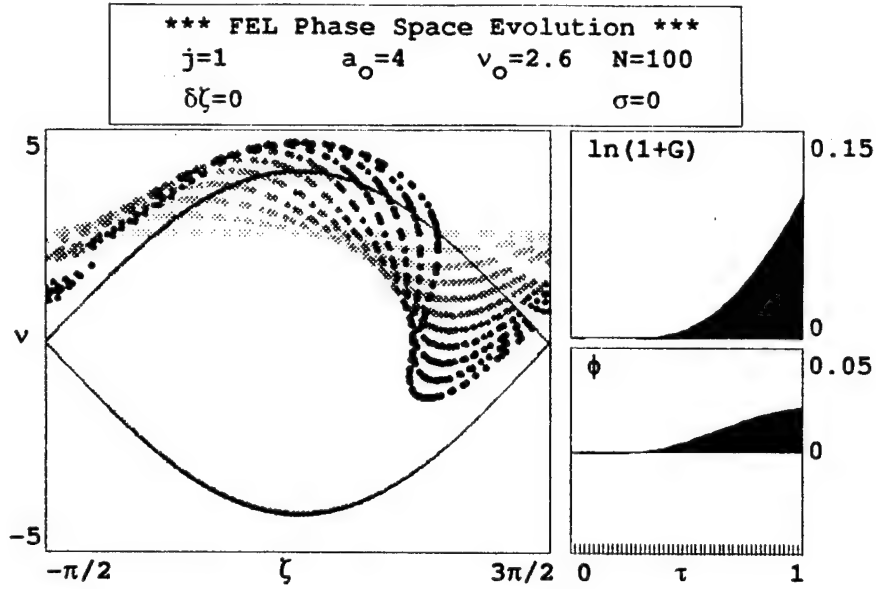 *** FEL Phase Space Evolution ***
j=1 aₒ=4 νₒ=2.6 N=100
δζ=0 σ=0
5
ν
-5
-π/2 ζ 3π/2
ln(1+G) 0.15
0
ϕ 0.05
0
0 τ 1